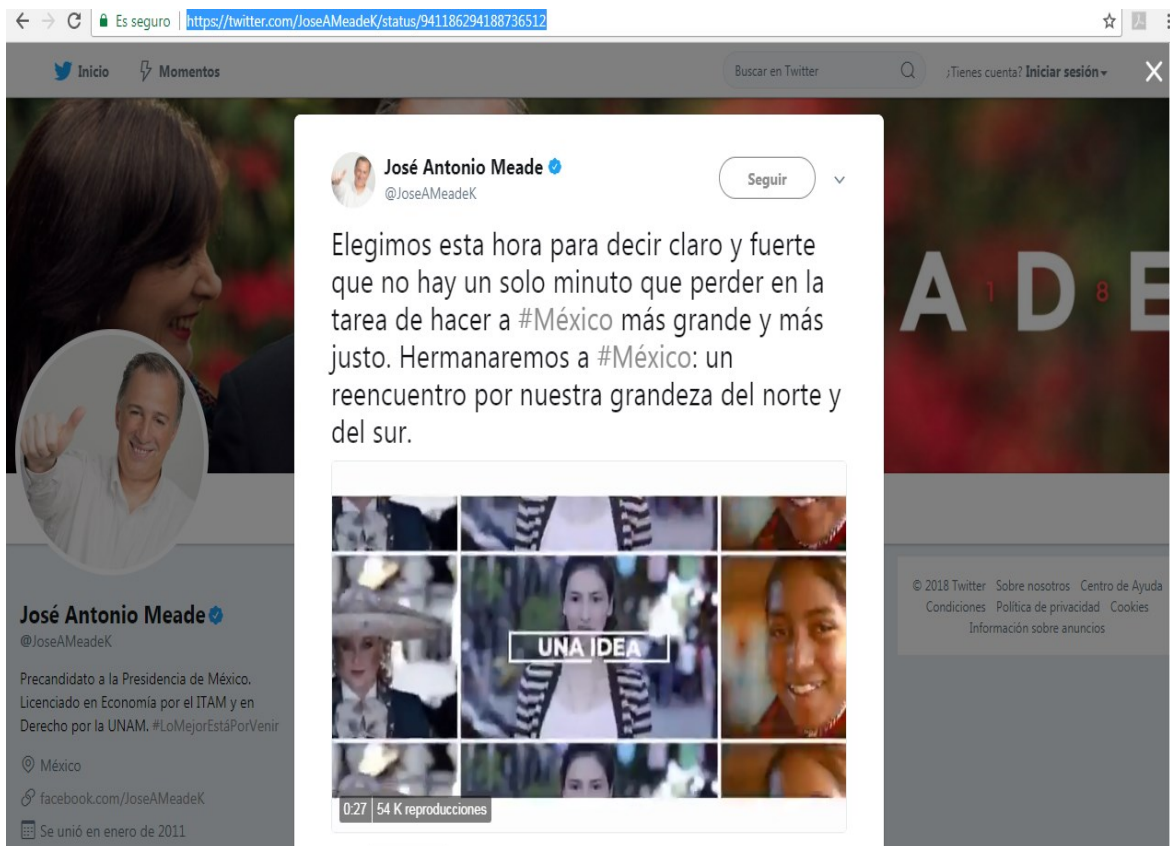 Es seguro https://twitter.com/JoseAMeadeK/status/941186294188736512
Inicio Momentos Buscar en Twitter ¿Tienes cuenta? Iniciar sesión
José Antonio Meade
@JoseAMeadeK
Seguir
Elegimos esta hora para decir claro y fuerte
que no hay un solo minuto que perder en la
tarea de hacer a #México más grande y más
justo. Hermanaremos a #México: un
reencuentro por nuestra grandeza del norte y
del sur.
UNA IDEA
0:27 54 K reproducciones
A D E
1 8
José Antonio Meade
@JoseAMeadeK
Precandidato a la Presidencia de México.
Licenciado en Economía por el ITAM y en
Derecho por la UNAM. #LoMejorEstáPorVenir
México
facebook.com/JoseAMeadeK
Se unió en enero de 2011
© 2018 Twitter Sobre nosotros Centro de Ayuda
Condiciones Política de privacidad Cookies
Información sobre anuncios